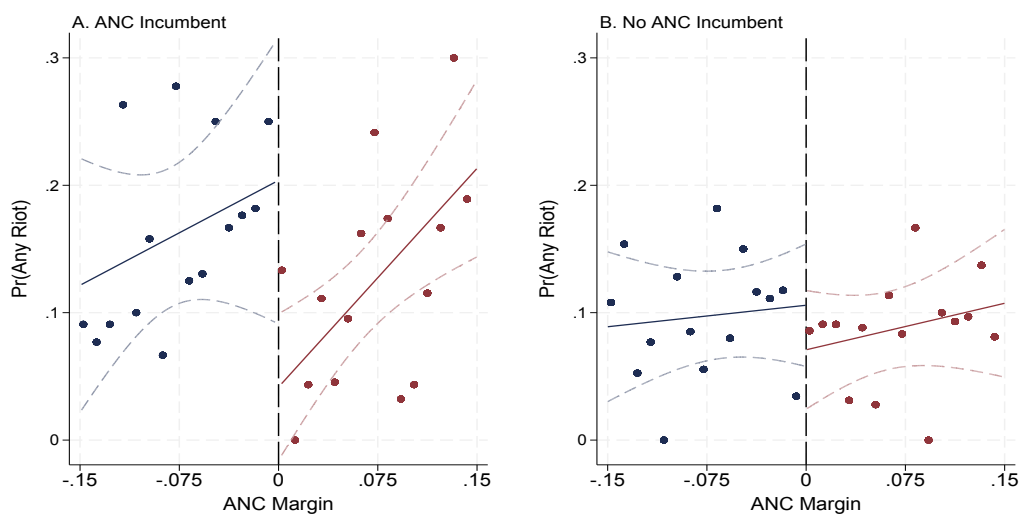 A. ANC Incumbent
Pr(Any Riot)
.3
.2
.1
0
-.15 -.075 0 .075 .15
ANC Margin
B. No ANC Incumbent
Pr(Any Riot)
.3
.2
.1
0
-.15 -.075 0 .075 .15
ANC Margin